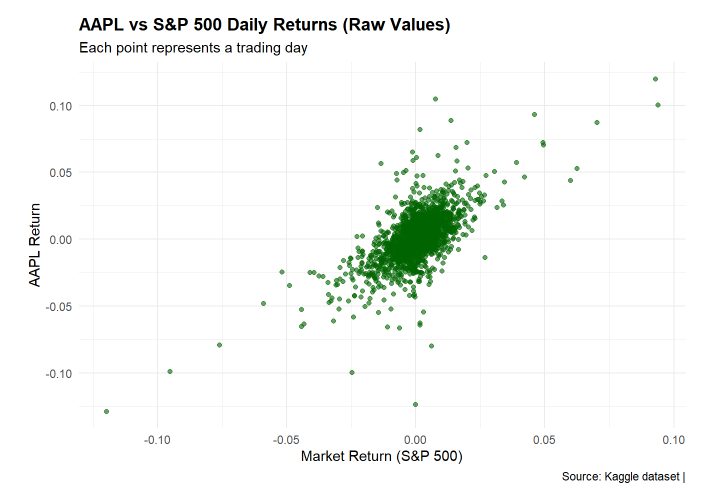 AAPL vs S&P 500 Daily Returns (Raw Values)
Each point represents a trading day
AAPL Return
0.10
0.05
0.00
-0.05
-0.10
-0.10
-0.05
0.00
0.05
0.10
Market Return (S&P 500)
Source: Kaggle dataset |